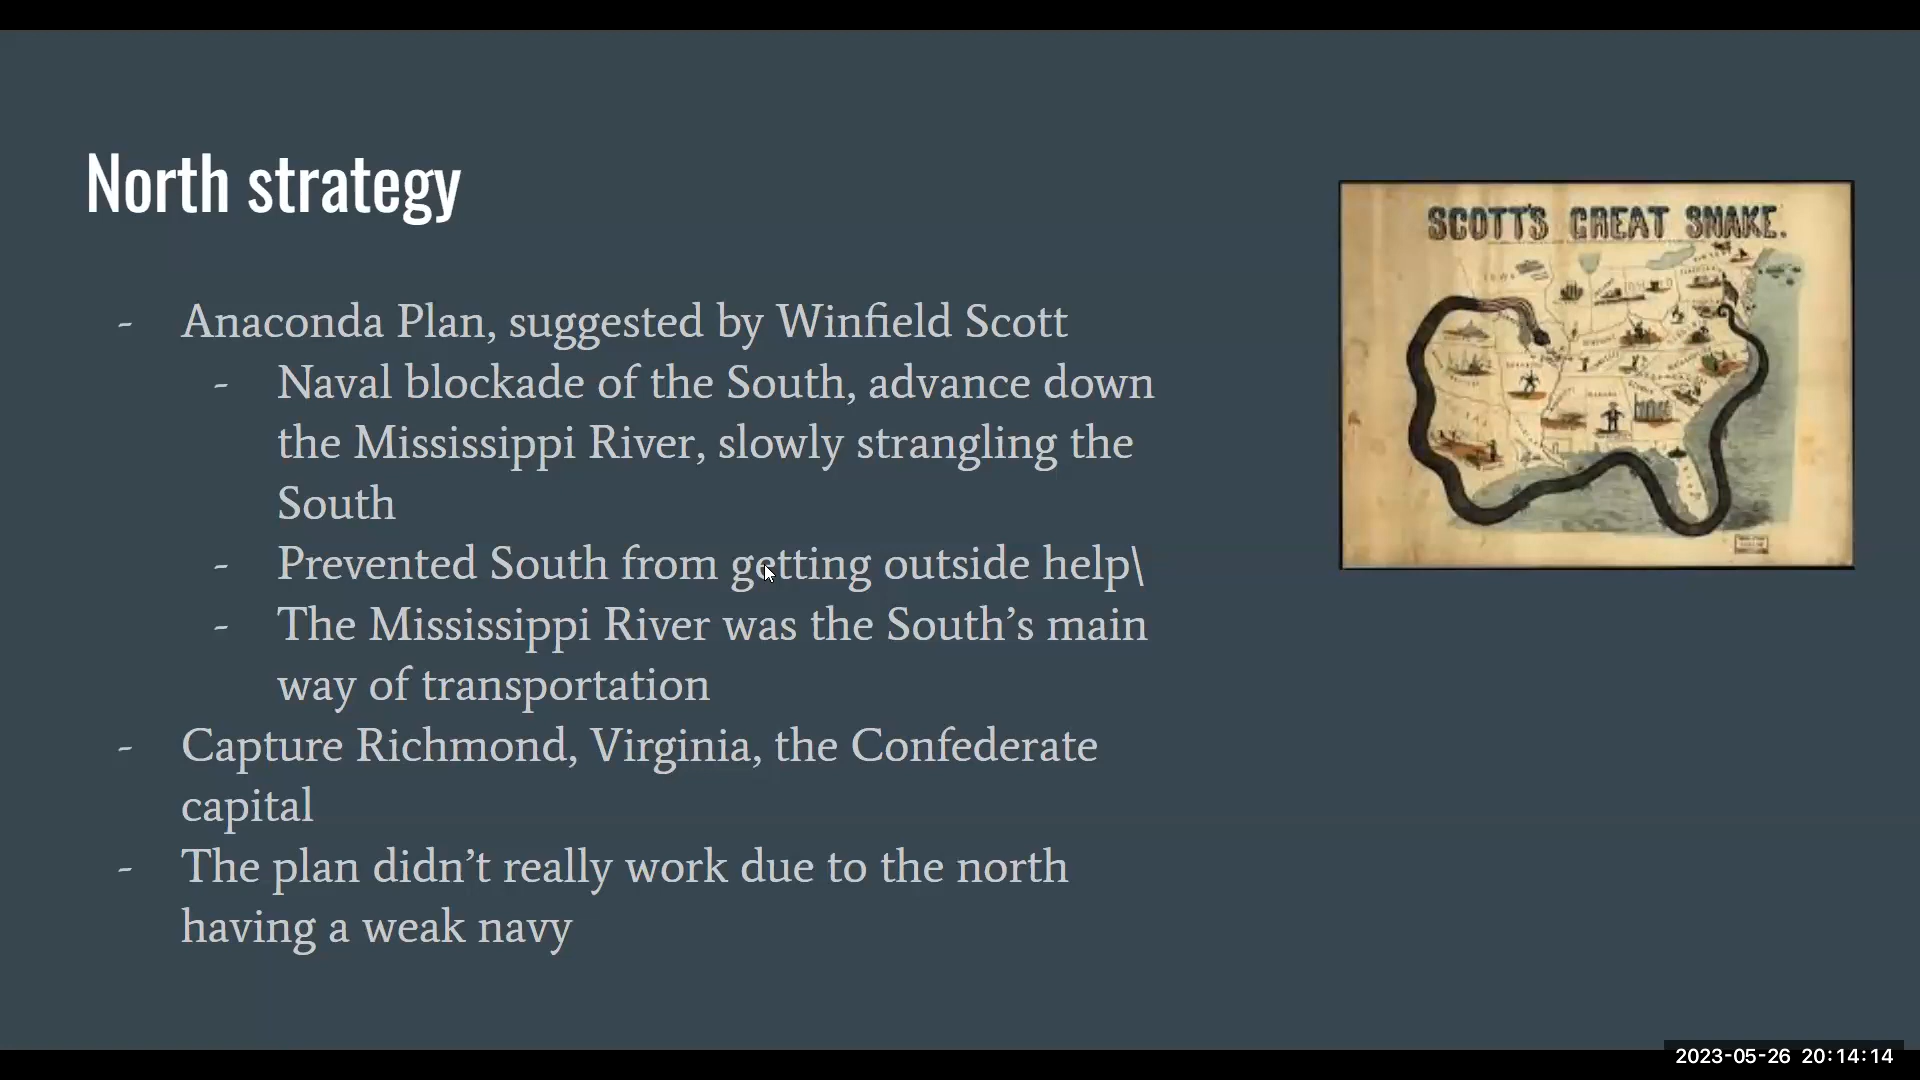 North strategy
SCOTT'S GREAT SNAKE.
- Anaconda Plan, suggested by Winfield Scott
- Naval blockade of the South, advance down
the Mississippi River, slowly strangling the
South
- Prevented South from getting outside help\
- The Mississippi River was the South’s main
way of transportation
- Capture Richmond, Virginia, the Confederate
capital
- The plan didn’t really work due to the north
having a weak navy
2023-05-26 20:14:14